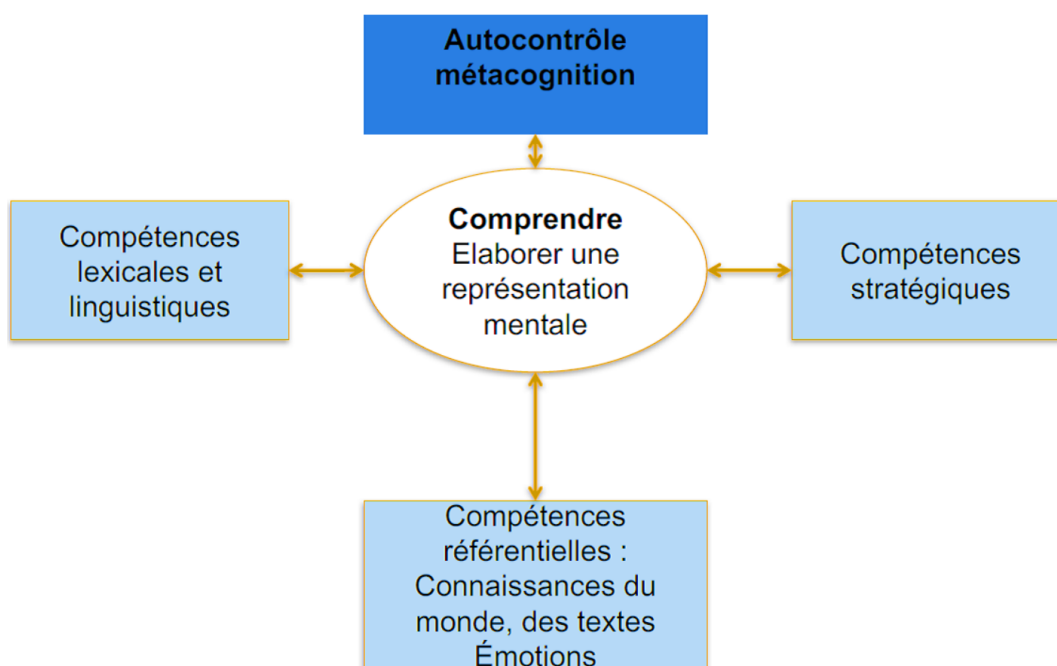 Autocontrôle
métacognition
Comprendre
Elaborer une
représentation
mentale
Compétences
lexicales et
linguistiques
Compétences
stratégiques
Compétences
référentielles :
Connaissances du
monde, des textes
Émotions